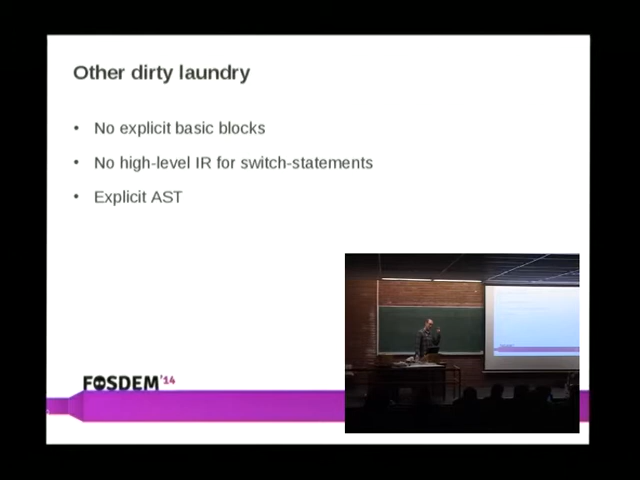 Other dirty laundry
• No explicit basic blocks
• No high-level IR for switch-statements
• Explicit AST
FOSDEM'14